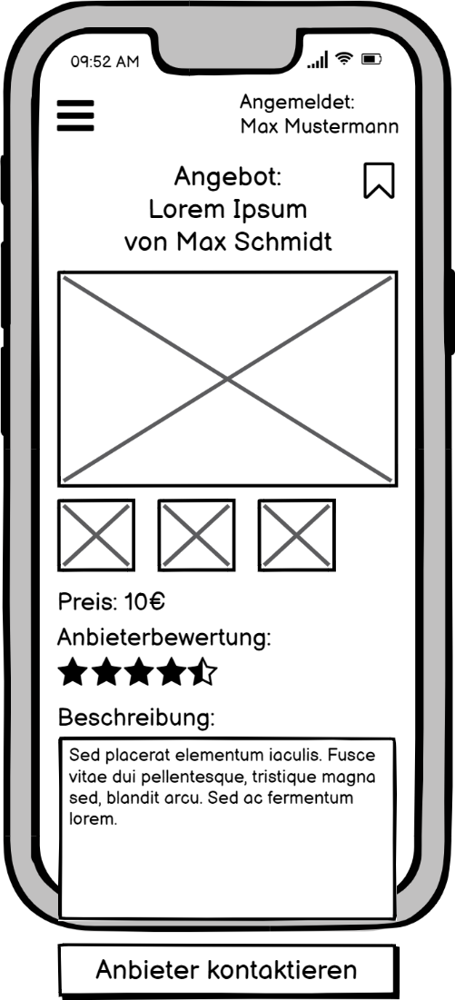 09:52 AM
Angemeldet:
Max Mustermann
Angebot:
Lorem Ipsum
von Max Schmidt
Preis: 10€
Anbieterbewertung:
Beschreibung:
Sed placerat elementum iaculis. Fusce
vitae dui pellentesque, tristique magna
sed, blandit arcu. Sed ac fermentum
lorem.
Anbieter kontaktieren